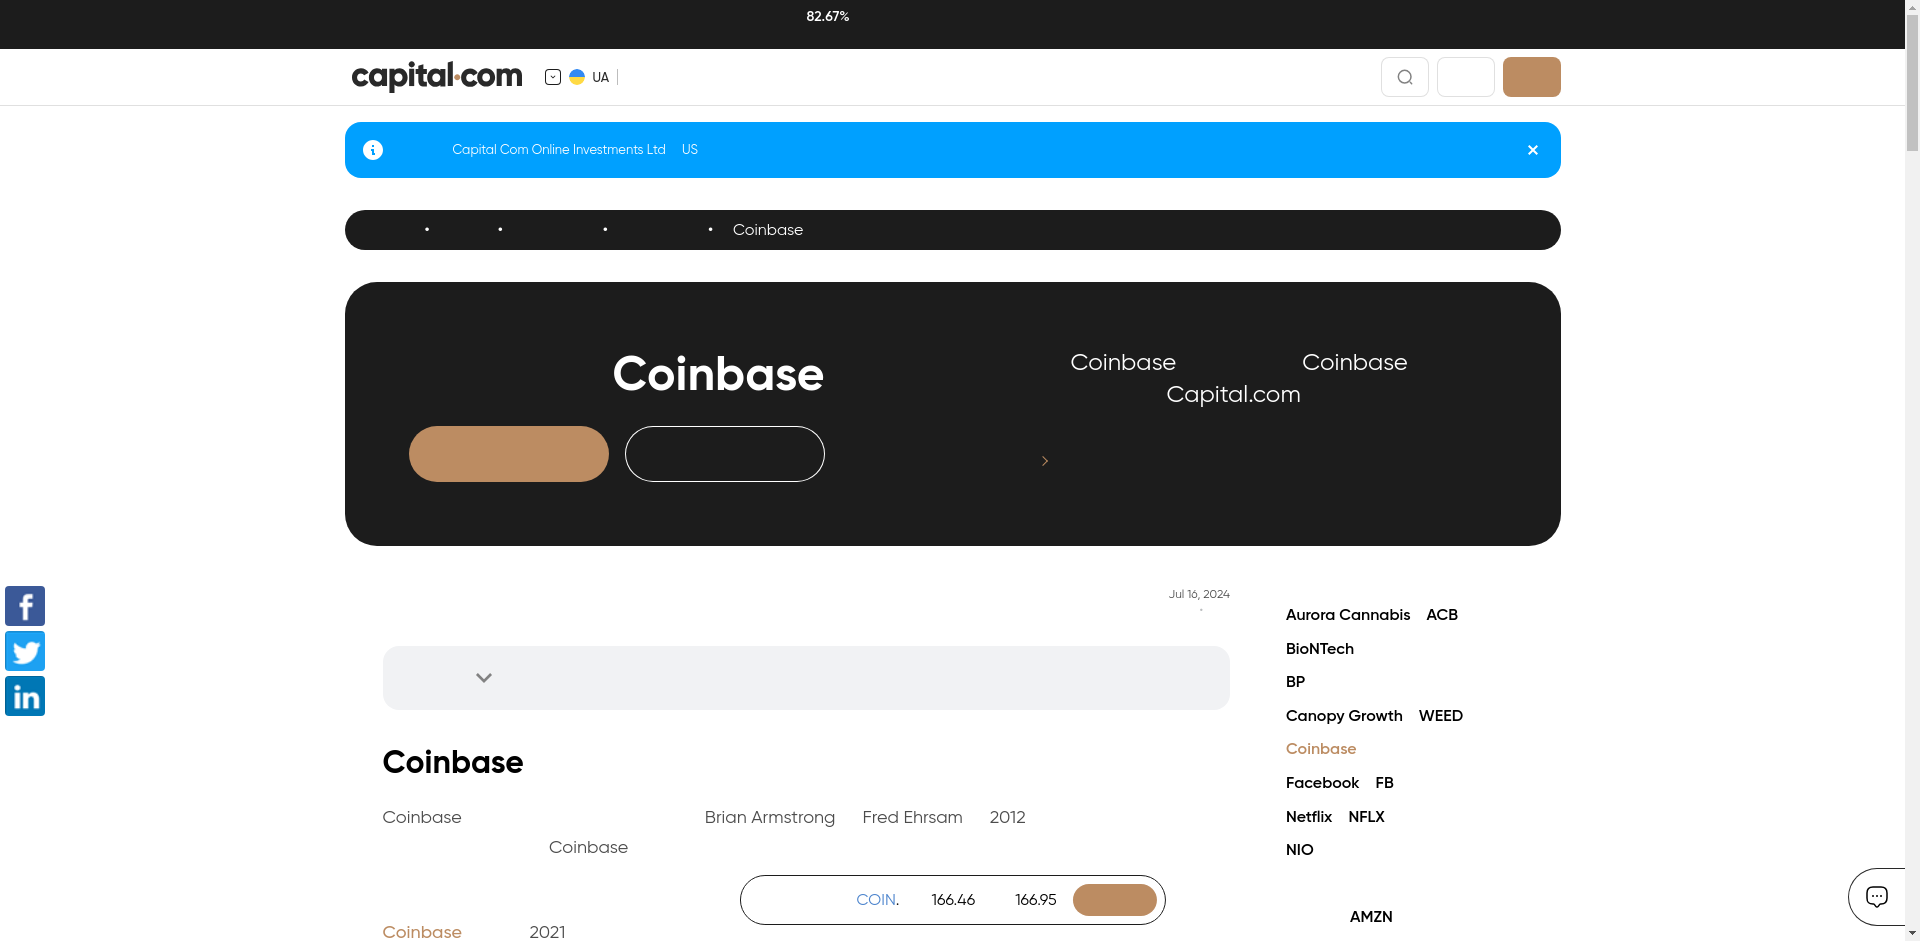 82.67%
capital.com
UA
Capital Com Online Investments Ltd US
Coinbase
Coinbase
Coinbase Coinbase
Capital.com
Jul 16, 2024
Coinbase
Coinbase Brian Armstrong Fred Ehrsam 2012
Coinbase
Coinbase 2021
COIN. 166.46 166.95
Aurora Cannabis ACB
BioNTech
BP
Canopy Growth WEED
Coinbase
Facebook FB
Netflix NFLX
NIO
AMZN